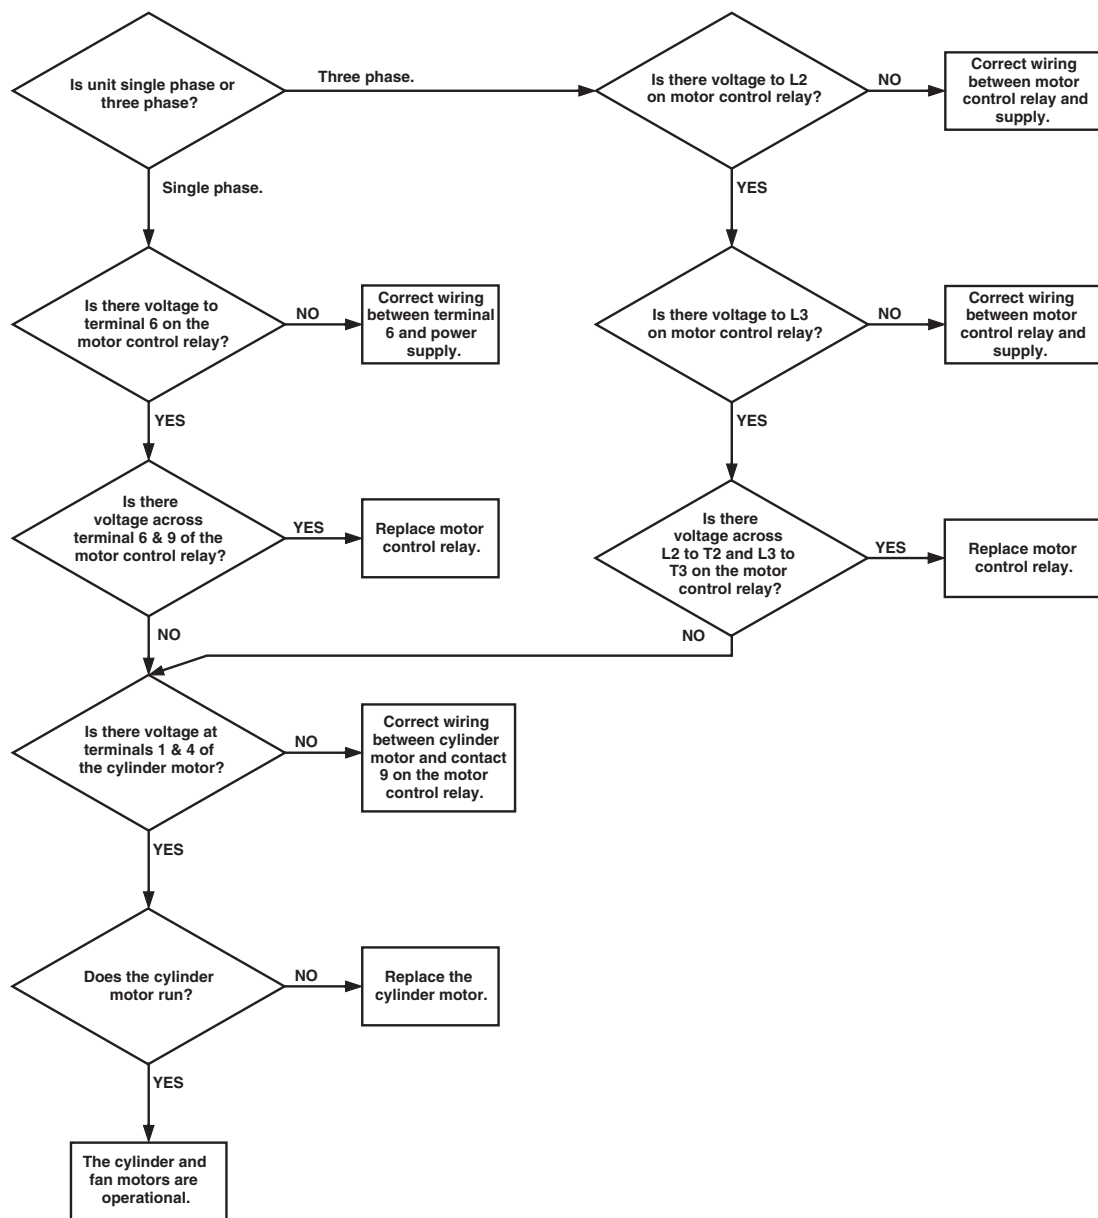 Is unit single phase or
three phase?
Three phase.
Is there voltage to L2
on motor control relay?
NO
Correct wiring
between motor
control relay and
supply.
Single phase.
YES
Is there voltage to
terminal 6 on the
motor control relay?
NO
Correct wiring
between terminal
6 and power
supply.
Is there voltage to L3
on motor control relay?
NO
Correct wiring
between motor
control relay and
supply.
YES
YES
Is there
voltage across
terminal 6 & 9 of the
motor control relay?
YES
Replace motor
control relay.
Is there
voltage across
L2 to T2 and L3 to
T3 on the motor
control relay?
YES
Replace motor
control relay.
NO
NO
Is there voltage at
terminals 1 & 4 of
the cylinder motor?
NO
Correct wiring
between cylinder
motor and contact
9 on the motor
control relay.
YES
Does the cylinder
motor run?
NO
Replace the
cylinder motor.
YES
The cylinder and
fan motors are
operational.